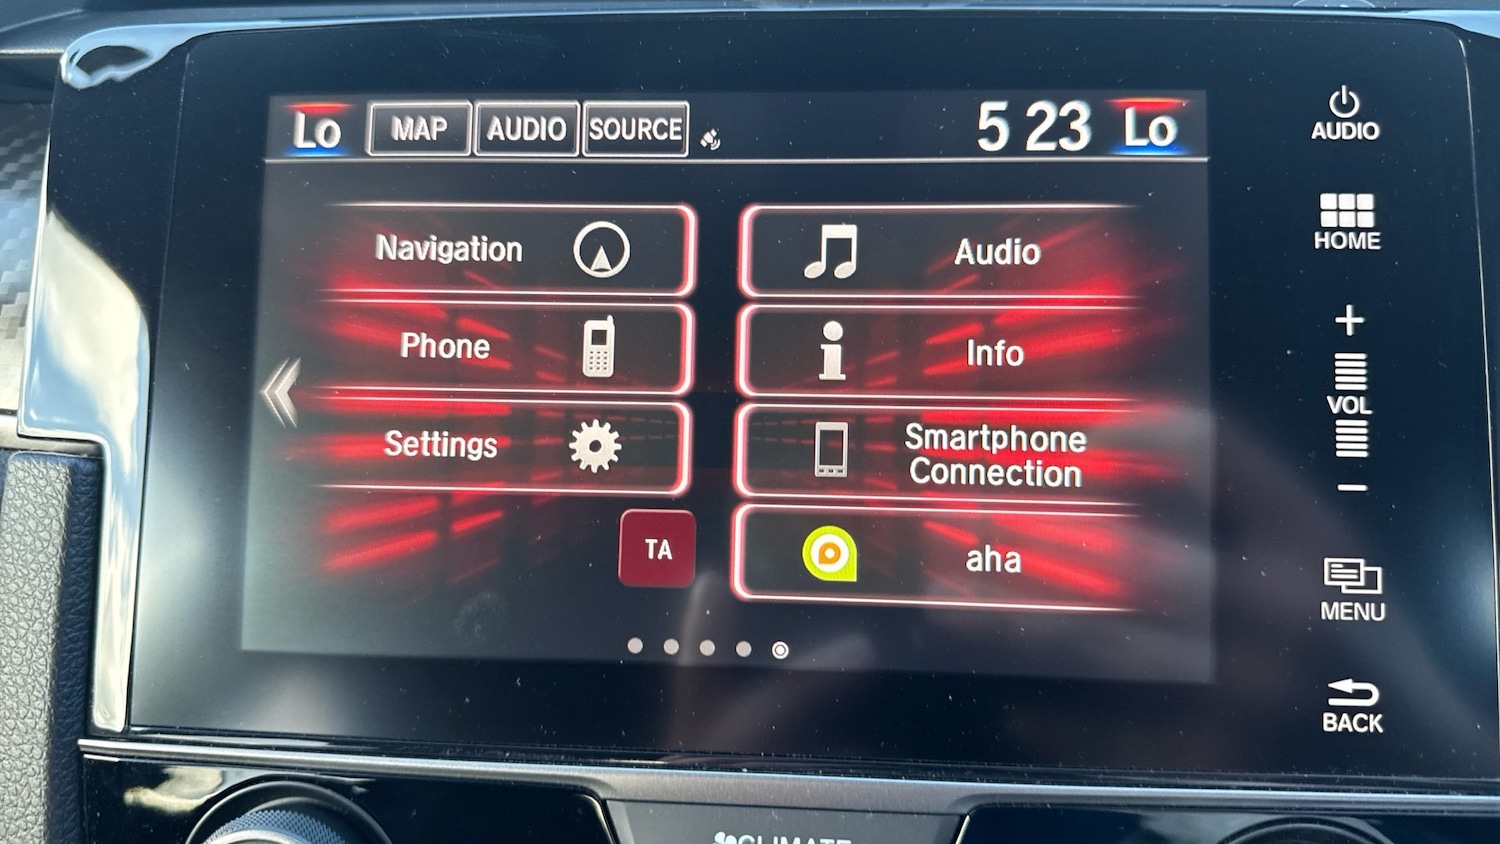 Lo MAP AUDIO SOURCE 5 23 Lo
Navigation
Phone
Settings
TA
Audio
Info
Smartphone
Connection
aha
AUDIO
HOME
+
VOL
-
MENU
BACK
CLIMATE